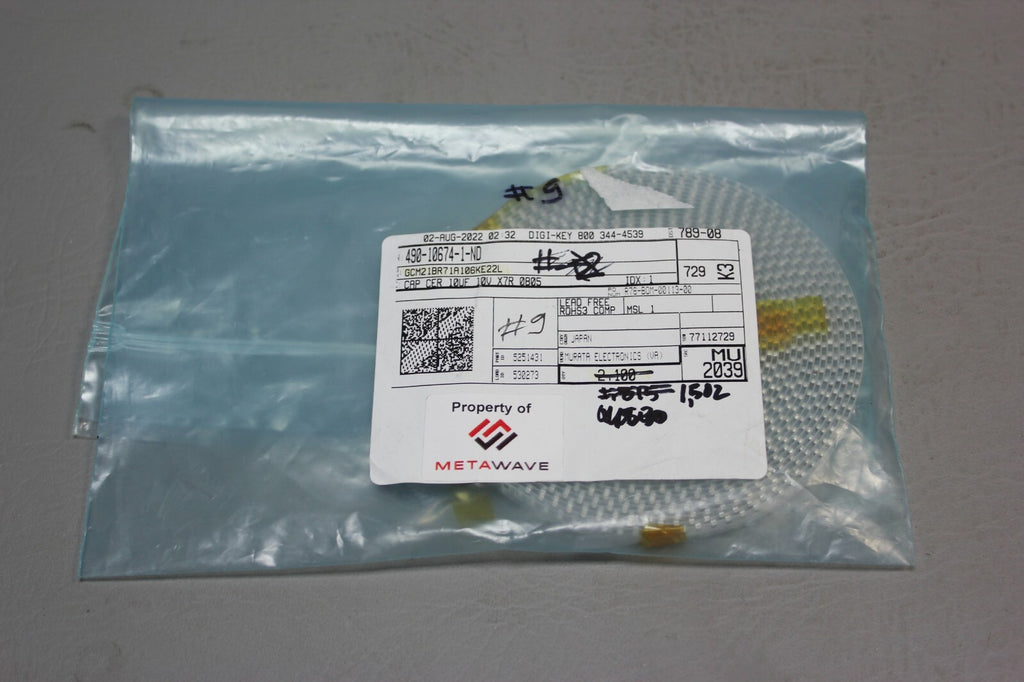 #9
02-AUG-2022 02:32 DIGI-KEY 800 344-4539
789-08
490-10674-1-ND
GCM21BR71A106KE22L
CAP CER 10UF 10V X7R 0805
IDX: 1
729
K3
LEAD FREE
ROHS3 COMP
MSL 1
#9
JAPAN
77112729
5251431
MURATA ELECTRONICS (VA)
MU
2039
530273
2,100
1,502
Property of
METAWAVE